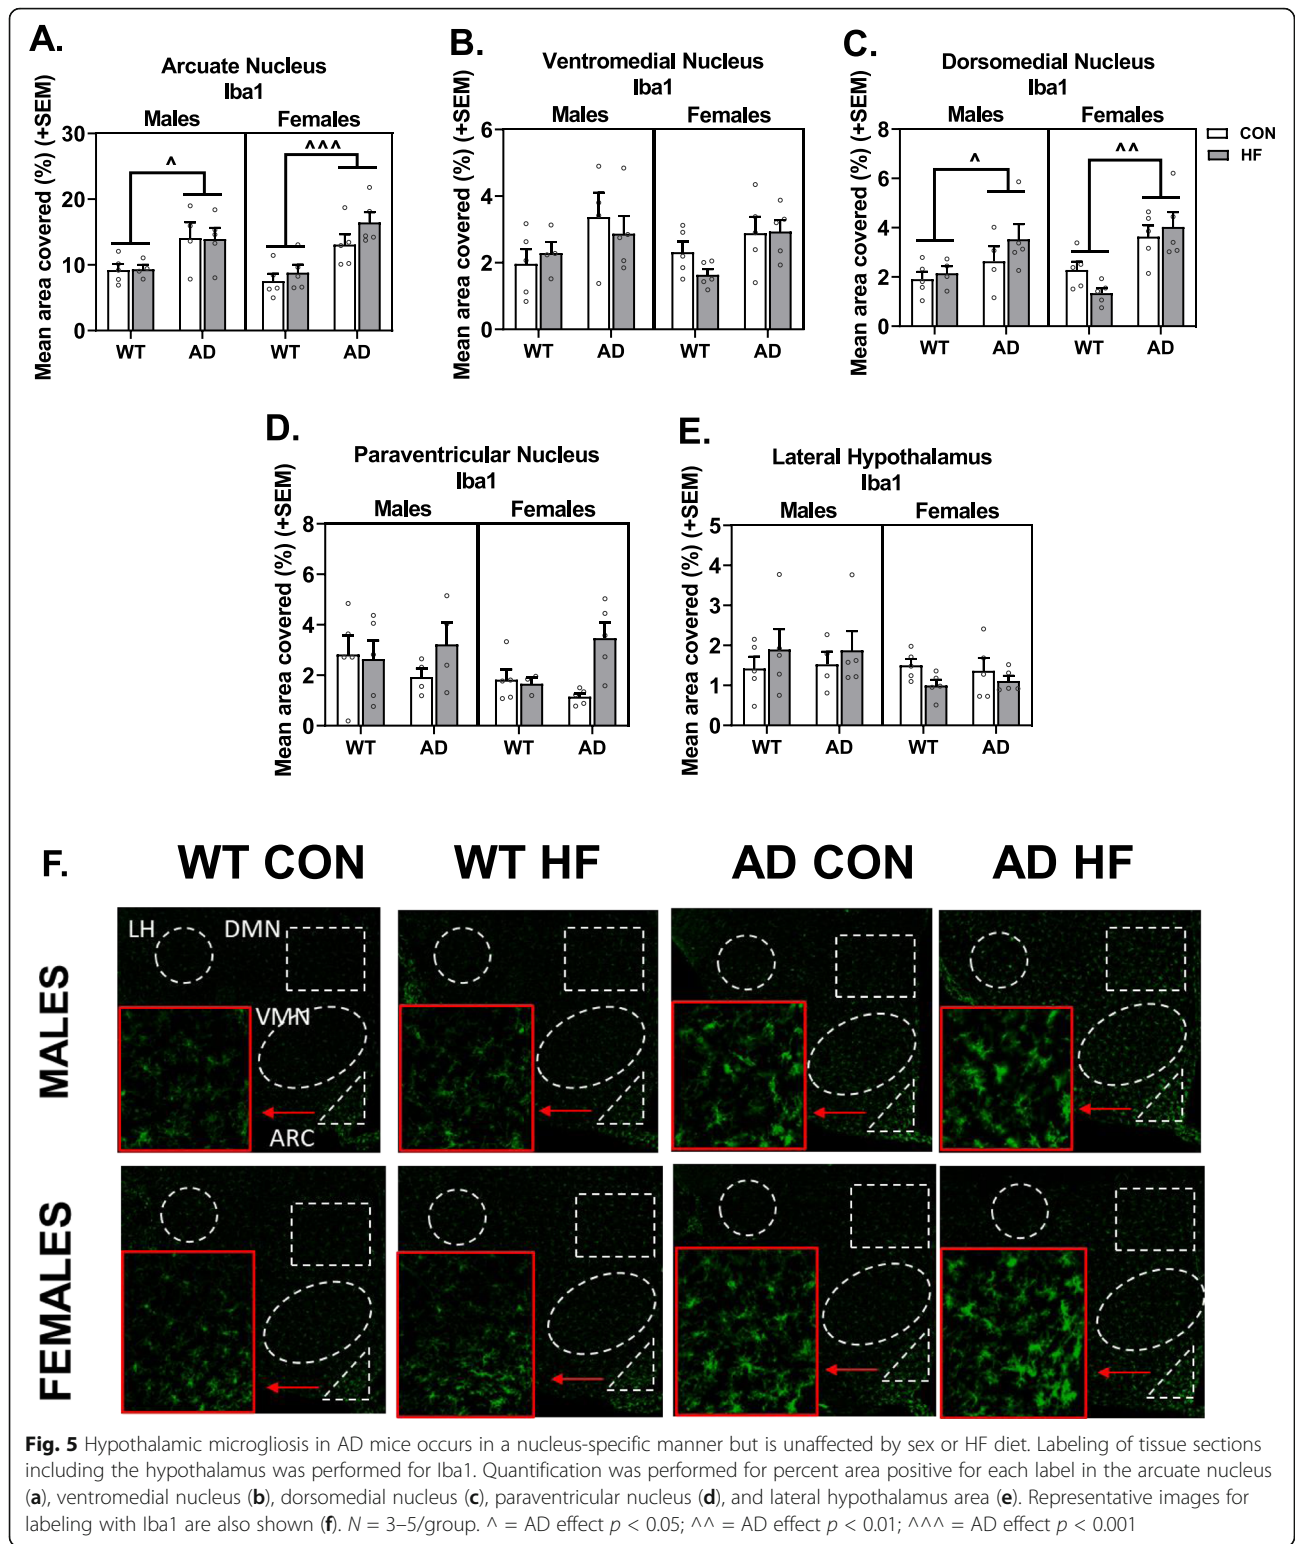 A.
Arcuate Nucleus
Iba1
Males Females
Mean area covered (%) (+SEM)
30
20
10
0
^
^^^
WT AD WT AD
B.
Ventromedial Nucleus
Iba1
Males Females
Mean area covered (%) (+SEM)
6
4
2
0
WT AD WT AD
C.
Dorsomedial Nucleus
Iba1
Males Females
Mean area covered (%) (+SEM)
8
6
4
2
0
^
^^
WT AD WT AD
CON
HF
D.
Paraventricular Nucleus
Iba1
Males Females
Mean area covered (%) (+SEM)
8
6
4
2
0
WT AD WT AD
E.
Lateral Hypothalamus
Iba1
Males Females
Mean area covered (%) (+SEM)
5
4
3
2
1
0
WT AD WT AD
F.
WT CON WT HF AD CON AD HF
MALES
LH DMN
VMN
ARC
FEMALES
Fig. 5 Hypothalamic microgliosis in AD mice occurs in a nucleus-specific manner but is unaffected by sex or HF diet. Labeling of tissue sections
including the hypothalamus was performed for Iba1. Quantification was performed for percent area positive for each label in the arcuate nucleus
(a), ventromedial nucleus (b), dorsomedial nucleus (c), paraventricular nucleus (d), and lateral hypothalamus area (e). Representative images for
labeling with Iba1 are also shown (f). N = 3–5/group. ^ = AD effect p < 0.05; ^^ = AD effect p < 0.01; ^^^ = AD effect p < 0.001